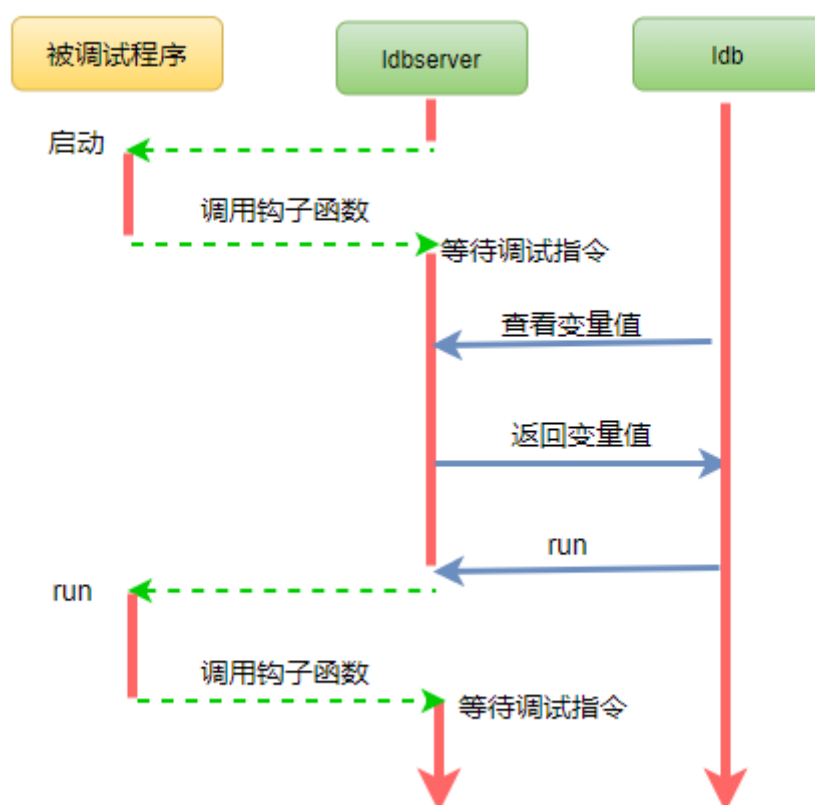 被调试程序
ldbserver
ldb
启动
调用钩子函数
等待调试指令
查看变量值
返回变量值
run
run
调用钩子函数
等待调试指令